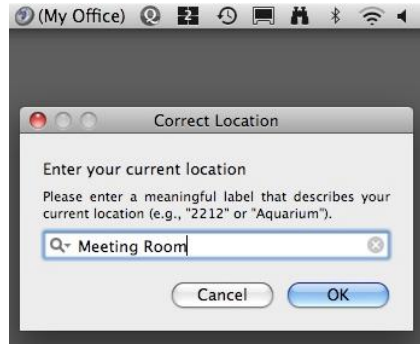 (My Office)
Correct Location
Enter your current location
Please enter a meaningful label that describes your
current location (e.g., "2212" or "Aquarium").
Meeting Room
Cancel OK